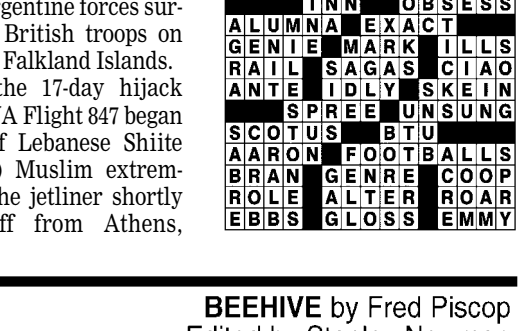 gentine forces sur-
British troops on
Falkland Islands.
the 17-day hijack
A Flight 847 began
Lebanese Shiite
Muslim extrem-
he jetliner shortly
ff from Athens,
INN OBSESS
ALUMNA EXACT
GENIE MARK ILLS
RAIL SAGAS CIAO
ANTE IDLY SKEIN
SPREE UNSUNG
SCOTUS BTU
AARON FOOTBALLS
BRAN GENRE COOP
ROLE ALTER ROAR
EBBS GLOSS EMMY
BEEHIVE by Fred Piscop
Edited by Stanley Newman